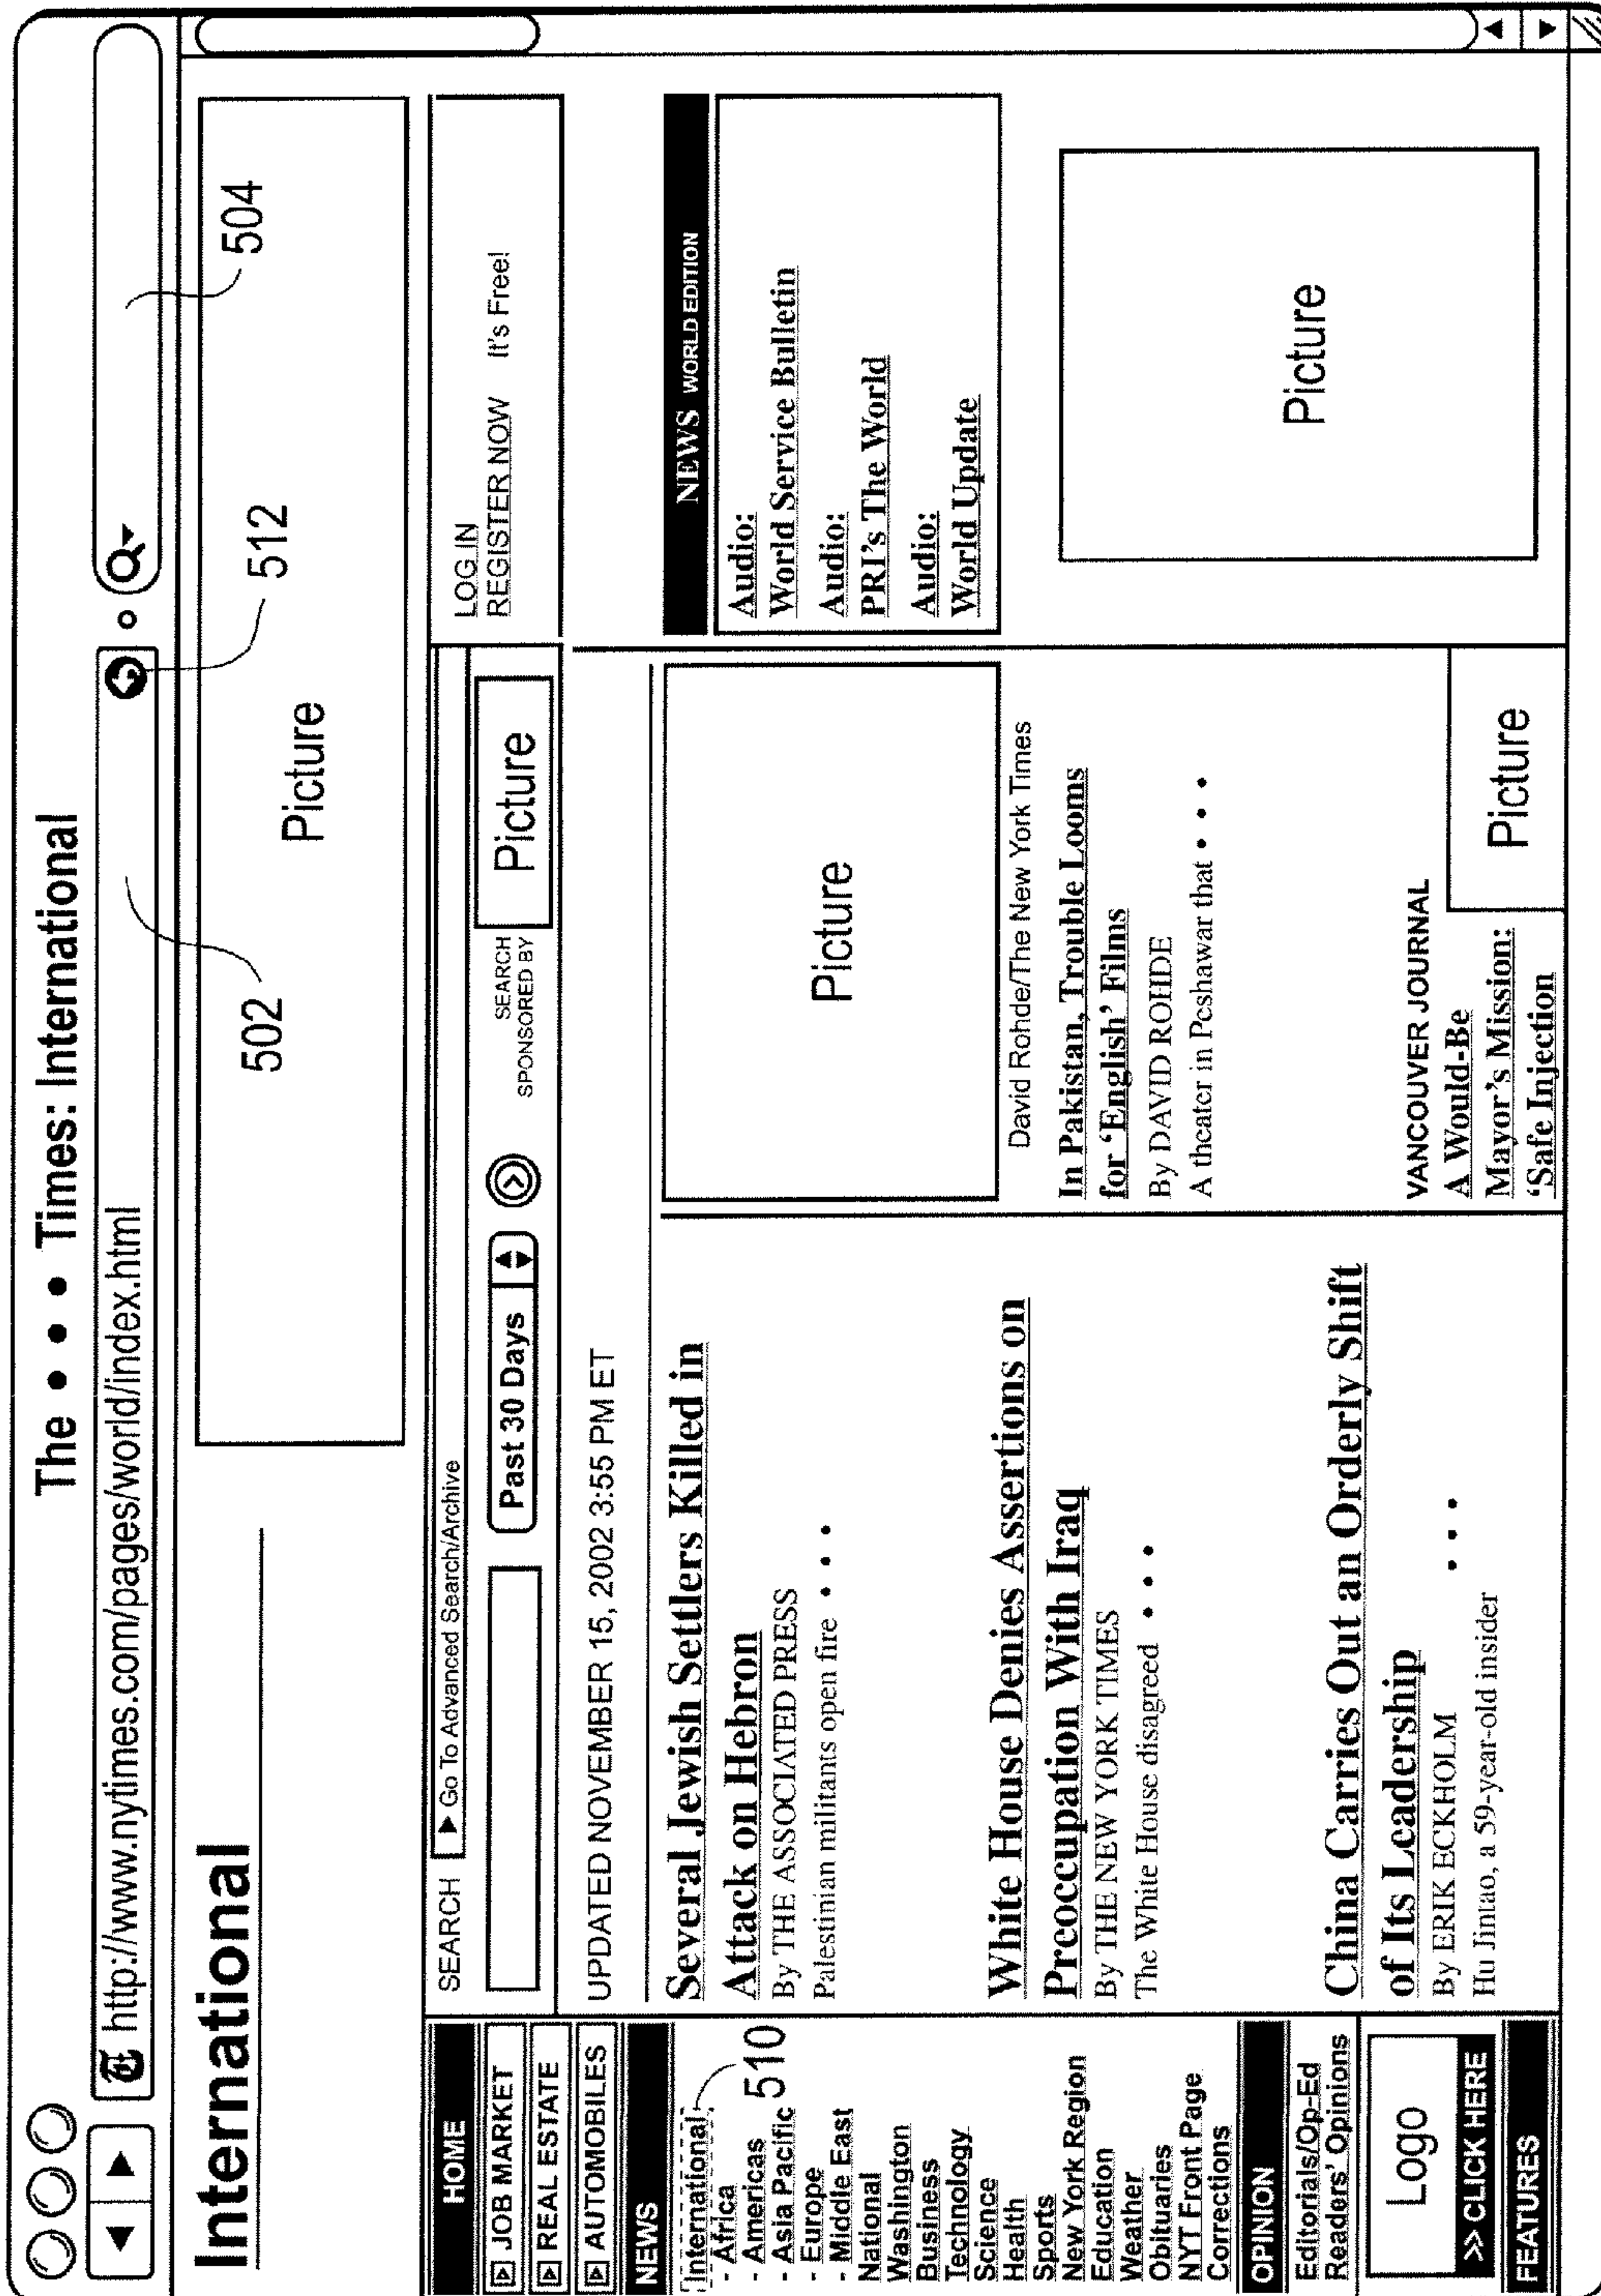 The • • • Times: International
http://www.nytimes.com/pages/world/index.html
502
512
504
International
Picture
SEARCH
▶ Go To Advanced Search/Archive
Past 30 Days
SEARCH
SPONSORED BY
Picture
LOG IN
REGISTER NOW It's Free!
HOME
JOB MARKET
REAL ESTATE
AUTOMOBILES
NEWS
International
510
- Africa
- Americas
- Asia Pacific
- Europe
- Middle East
National
Washington
Business
Technology
Science
Health
Sports
New York Region
Education
Weather
Obituaries
NYT Front Page
Corrections
OPINION
Editorials/Op-Ed
Readers' Opinions
Logo
>> CLICK HERE
FEATURES
UPDATED NOVEMBER 15, 2002 3:55 PM ET
Several Jewish Settlers Killed in
Attack on Hebron
By THE ASSOCIATED PRESS
Palestinian militants open fire • • •
White House Denies Assertions on
Preoccupation With Iraq
By THE NEW YORK TIMES
The White House disagreed • • •
China Carries Out an Orderly Shift
of Its Leadership
By ERIK ECKHOLM
Hu Jintao, a 59-year-old insider • • •
Picture
David Rohde/The New York Times
In Pakistan, Trouble Looms
for ‘English’ Films
By DAVID ROHDE
A theater in Peshawar that • • •
VANCOUVER JOURNAL
A Would-Be
Mayor's Mission:
‘Safe Injection
Picture
NEWS WORLD EDITION
Audio:
World Service Bulletin
Audio:
PRI's The World
Audio:
World Update
Picture